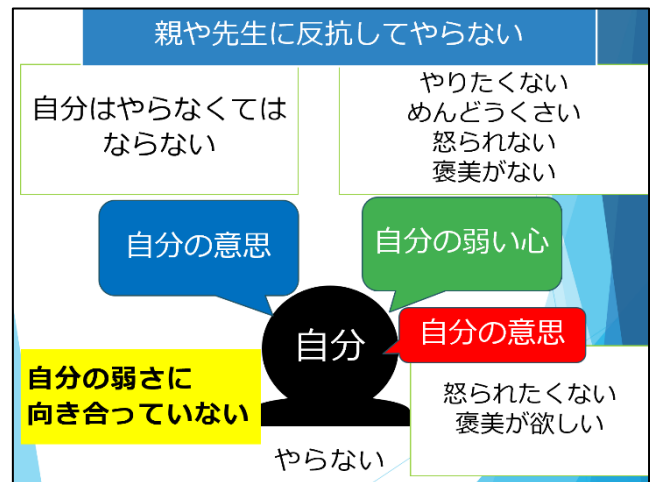 親や先生に反抗してやらない
自分はやらなくては
ならない
やりたくない
めんどうくさい
怒られない
褒美がない
自分の意思
自分の弱い心
自分
自分の意思
自分の弱さに
向き合っていない
怒られたくない
褒美が欲しい
やらない